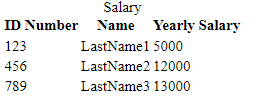 Salary
ID Number Name Yearly Salary
123 LastName1 5000
456 LastName2 12000
789 LastName3 13000